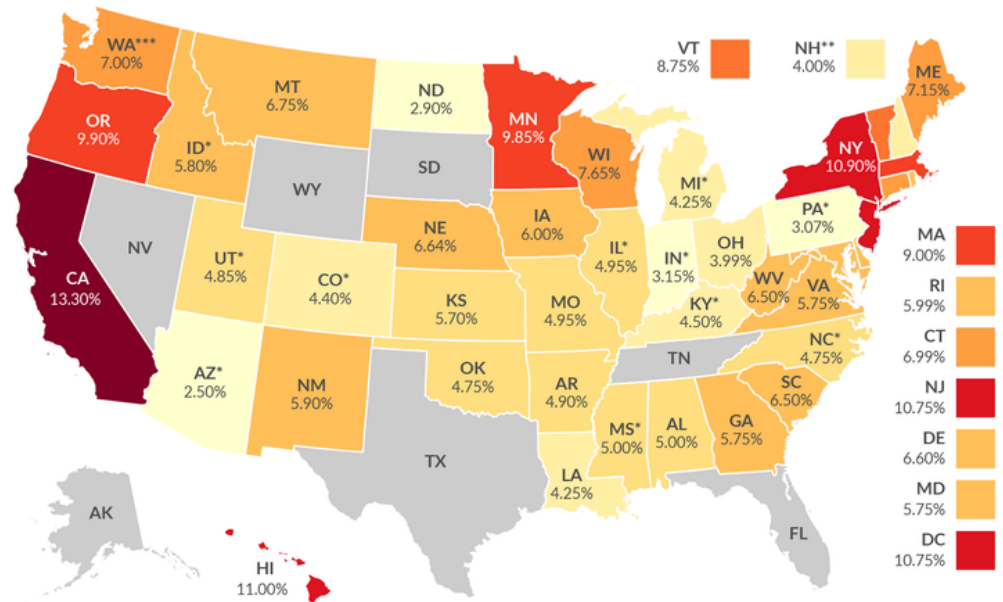 WA***
7.00%
OR
9.90%
CA
13.30%
NV
ID*
5.80%
MT
6.75%
WY
UT*
4.85%
AZ*
2.50%
CO*
4.40%
NM
5.90%
ND
2.90%
SD
NE
6.64%
KS
5.70%
OK
4.75%
TX
MN
9.85%
IA
6.00%
MO
4.95%
AR
4.90%
LA
4.25%
WI
7.65%
IL*
4.95%
MS*
5.00%
MI*
4.25%
IN*
3.15%
KY*
4.50%
TN
AL
5.00%
OH
3.99%
WV
6.50%
VA
5.75%
NC*
4.75%
SC
6.50%
GA
5.75%
FL
PA*
3.07%
NY
10.90%
ME
7.15%
VT
8.75%
NH**
4.00%
MA
9.00%
RI
5.99%
CT
6.99%
NJ
10.75%
DE
6.60%
MD
5.75%
DC
10.75%
AK
HI
11.00%